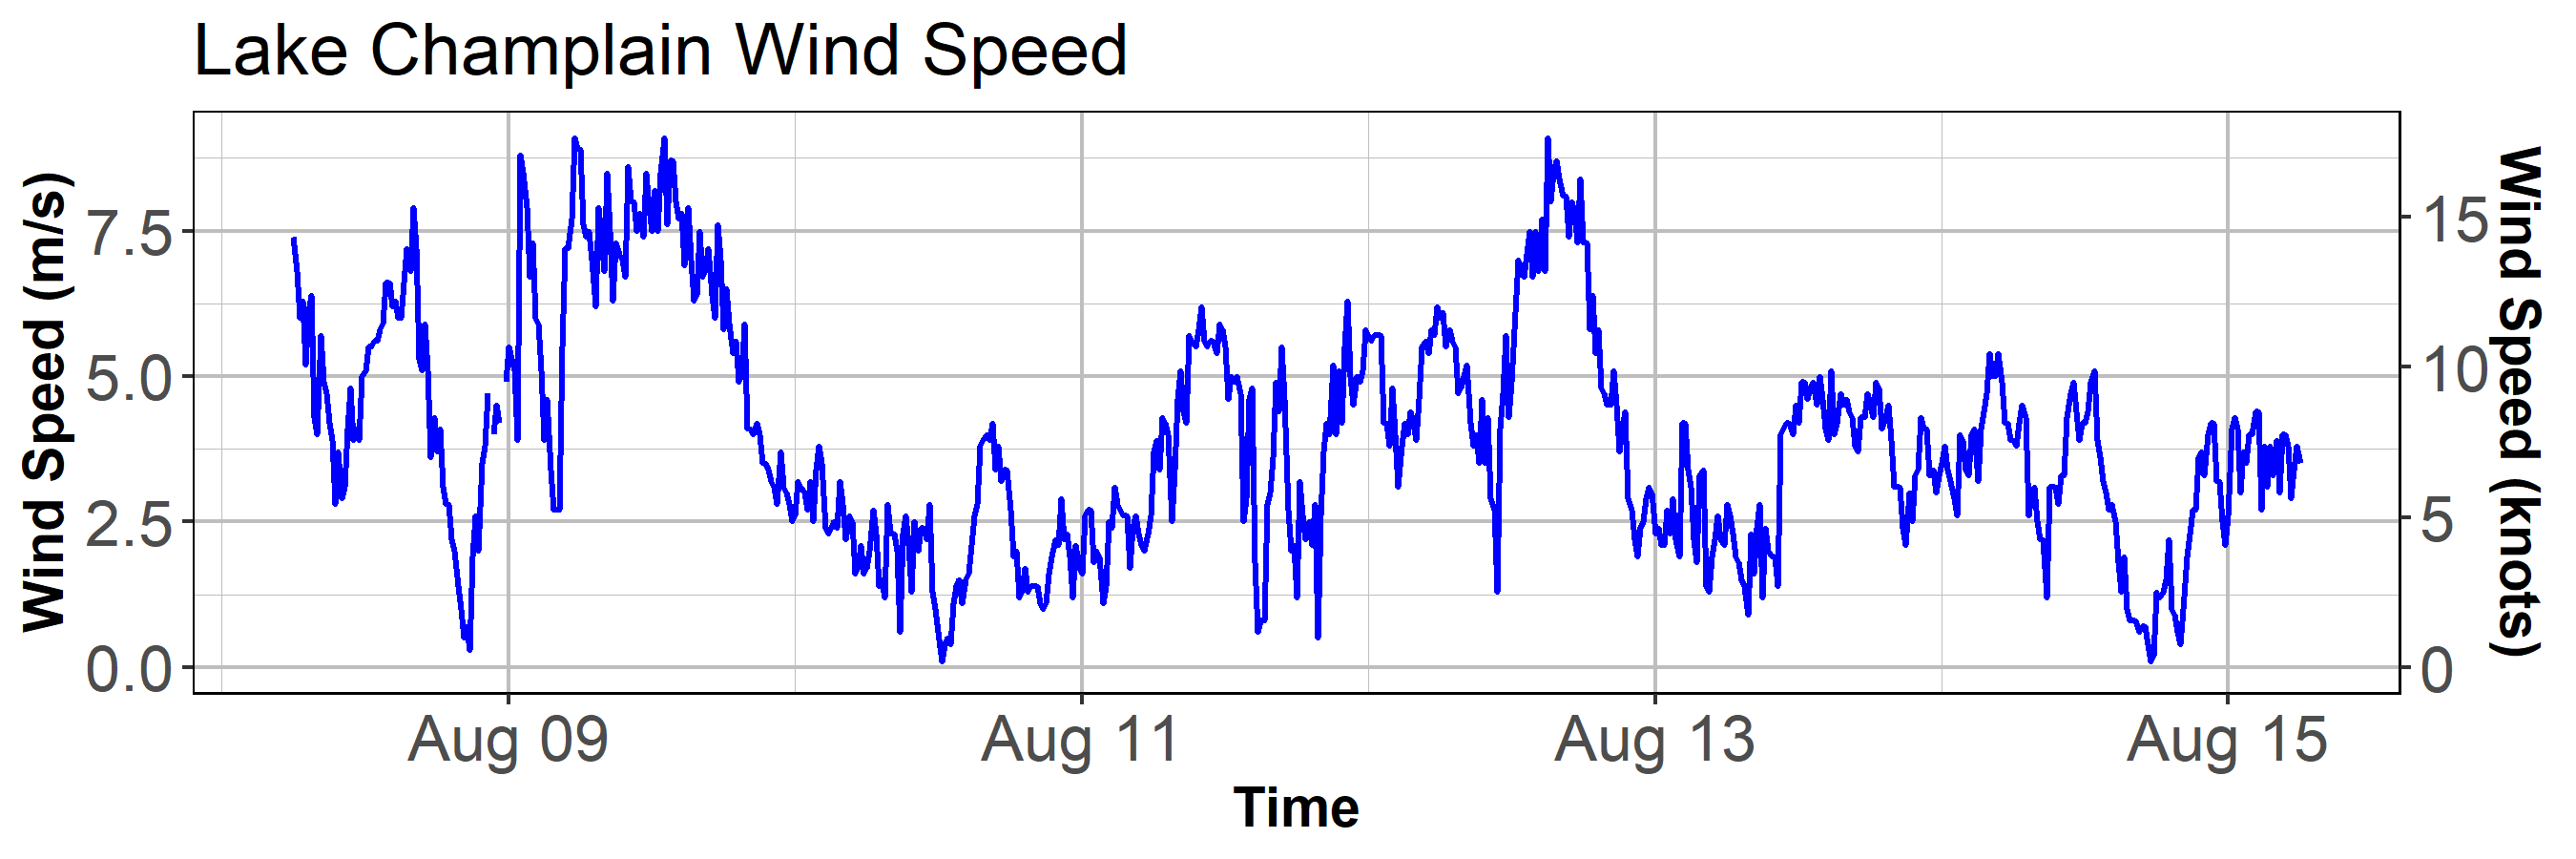 Lake Champlain Wind Speed
Wind Speed (m/s)
7.5
5.0
2.5
0.0
15
10
5
0
Wind Speed (knots)
Aug 09
Aug 11
Aug 13
Aug 15
Time